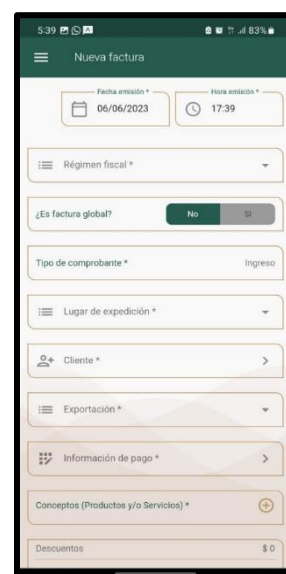 5:39 83%
Nueva factura
Fecha emisión * Hora emisión *
06/06/2023 17:39
Régimen fiscal *
¿Es factura global? No Sí
Tipo de comprobante * Ingreso
Lugar de expedición *
Cliente *
Exportación *
Información de pago *
Conceptos (Productos y/o Servicios) *
Descuentos $ 0